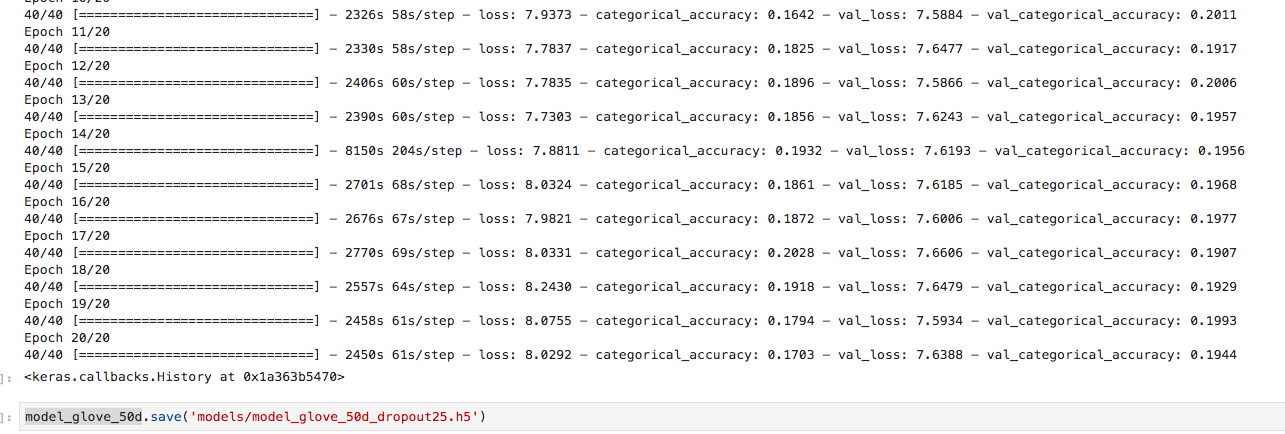 40/40 [==============================] - 2326s 58s/step - loss: 7.9373 - categorical_accuracy: 0.1642 - val_loss: 7.5884 - val_categorical_accuracy: 0.2011
Epoch 11/20
40/40 [==============================] - 2330s 58s/step - loss: 7.7837 - categorical_accuracy: 0.1825 - val_loss: 7.6477 - val_categorical_accuracy: 0.1917
Epoch 12/20
40/40 [==============================] - 2406s 60s/step - loss: 7.7835 - categorical_accuracy: 0.1896 - val_loss: 7.5866 - val_categorical_accuracy: 0.2006
Epoch 13/20
40/40 [==============================] - 2390s 60s/step - loss: 7.7303 - categorical_accuracy: 0.1856 - val_loss: 7.6243 - val_categorical_accuracy: 0.1957
Epoch 14/20
40/40 [==============================] - 8150s 204s/step - loss: 7.8811 - categorical_accuracy: 0.1932 - val_loss: 7.6193 - val_categorical_accuracy: 0.1956
Epoch 15/20
40/40 [==============================] - 2701s 68s/step - loss: 8.0324 - categorical_accuracy: 0.1861 - val_loss: 7.6185 - val_categorical_accuracy: 0.1968
Epoch 16/20
40/40 [==============================] - 2676s 67s/step - loss: 7.9821 - categorical_accuracy: 0.1872 - val_loss: 7.6006 - val_categorical_accuracy: 0.1977
Epoch 17/20
40/40 [==============================] - 2770s 69s/step - loss: 8.0331 - categorical_accuracy: 0.2028 - val_loss: 7.6606 - val_categorical_accuracy: 0.1907
Epoch 18/20
40/40 [==============================] - 2557s 64s/step - loss: 8.2430 - categorical_accuracy: 0.1918 - val_loss: 7.6479 - val_categorical_accuracy: 0.1929
Epoch 19/20
40/40 [==============================] - 2458s 61s/step - loss: 8.0755 - categorical_accuracy: 0.1794 - val_loss: 7.5934 - val_categorical_accuracy: 0.1993
Epoch 20/20
40/40 [==============================] - 2450s 61s/step - loss: 8.0292 - categorical_accuracy: 0.1703 - val_loss: 7.6388 - val_categorical_accuracy: 0.1944
]: <keras.callbacks.History at 0x1a363b5470>
]: model_glove_50d.save('models/model_glove_50d_dropout25.h5')